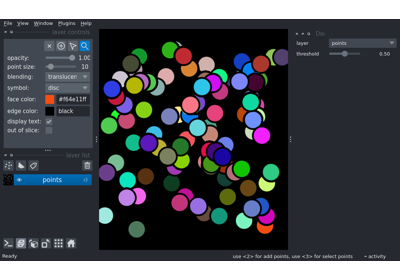 File View Window Plugins Help
layer controls
opacity: 1.00
point size: 10
blending: translucen
symbol: disc
face color: #f64e11ff
edge color: black
display text:
out of slice:
layer list
points
Do
layer points
threshold 0.50
Ready
use <2> for add points, use <3> for select points
activity